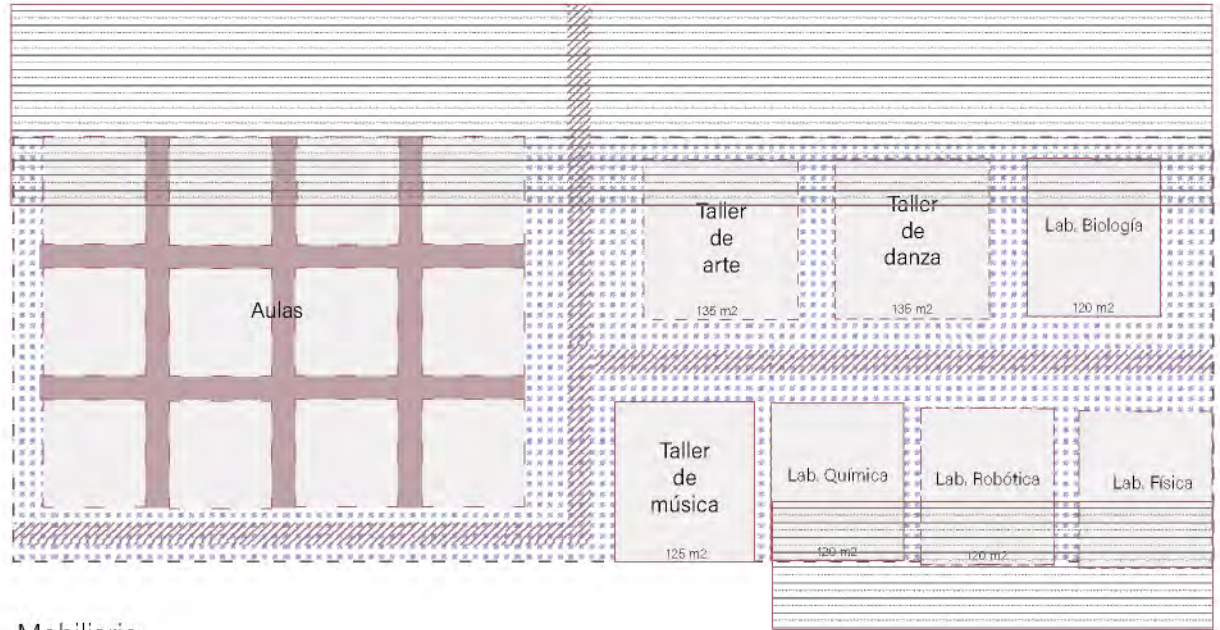 Aulas
Taller
de
arte
135 m2
Taller
de
danza
135 m2
Lab. Biología
120 m2
Taller
de
música
125 m2
Lab. Química
120 m2
Lab. Robótica
120 m2
Lab. Física
Mobiliario